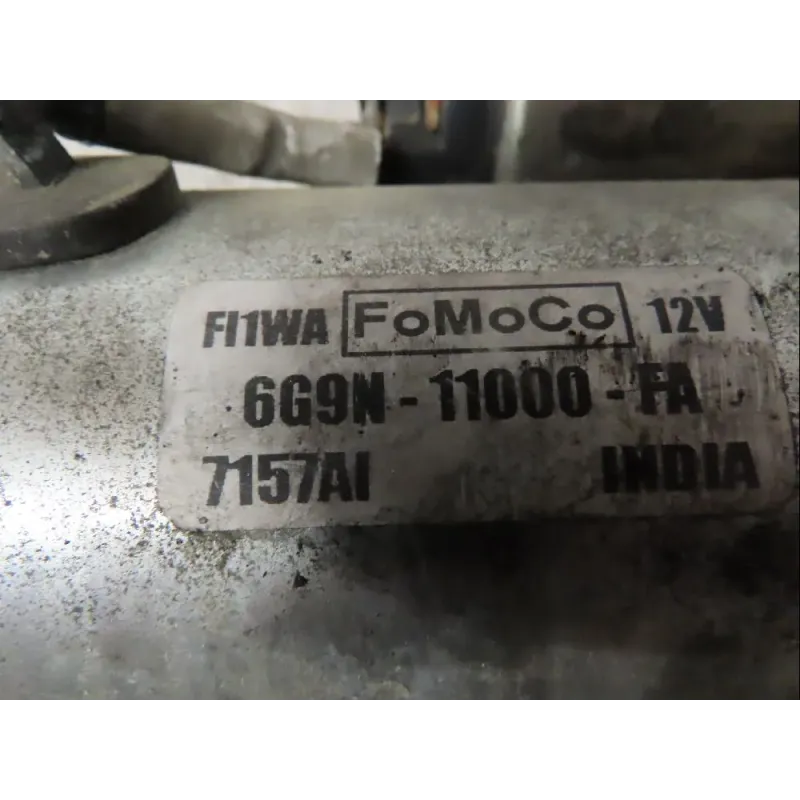 FI1WA FoMoCo 12V
6G9N - 11000 - FA
7157AI INDIA